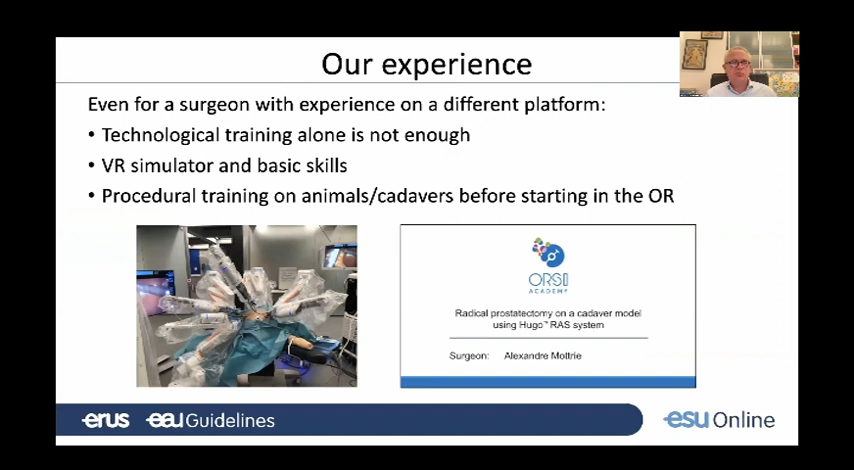 Our experience
Even for a surgeon with experience on a different platform:
• Technological training alone is not enough
• VR simulator and basic skills
• Procedural training on animals/cadavers before starting in the OR
ORSI
ACADEMY
Radical prostatectomy on a cadaver model
using Hugo™ RAS system
Surgeon: Alexandre Mottrie
erus eau Guidelines
esu Online